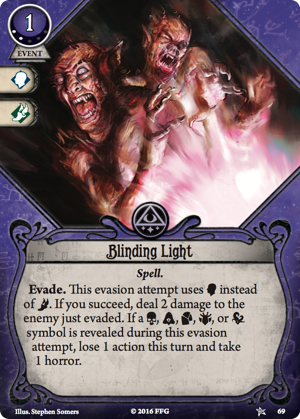 1
EVENT
Blinding Light
Spell.
Evade. This evasion attempt uses instead
of . If you succeed, deal 2 damage to the
enemy just evaded. If a , , , , or
symbol is revealed during this evasion
attempt, lose 1 action this turn and take
1 horror.
Illus. Stephen Somers
© 2016 FFG
69